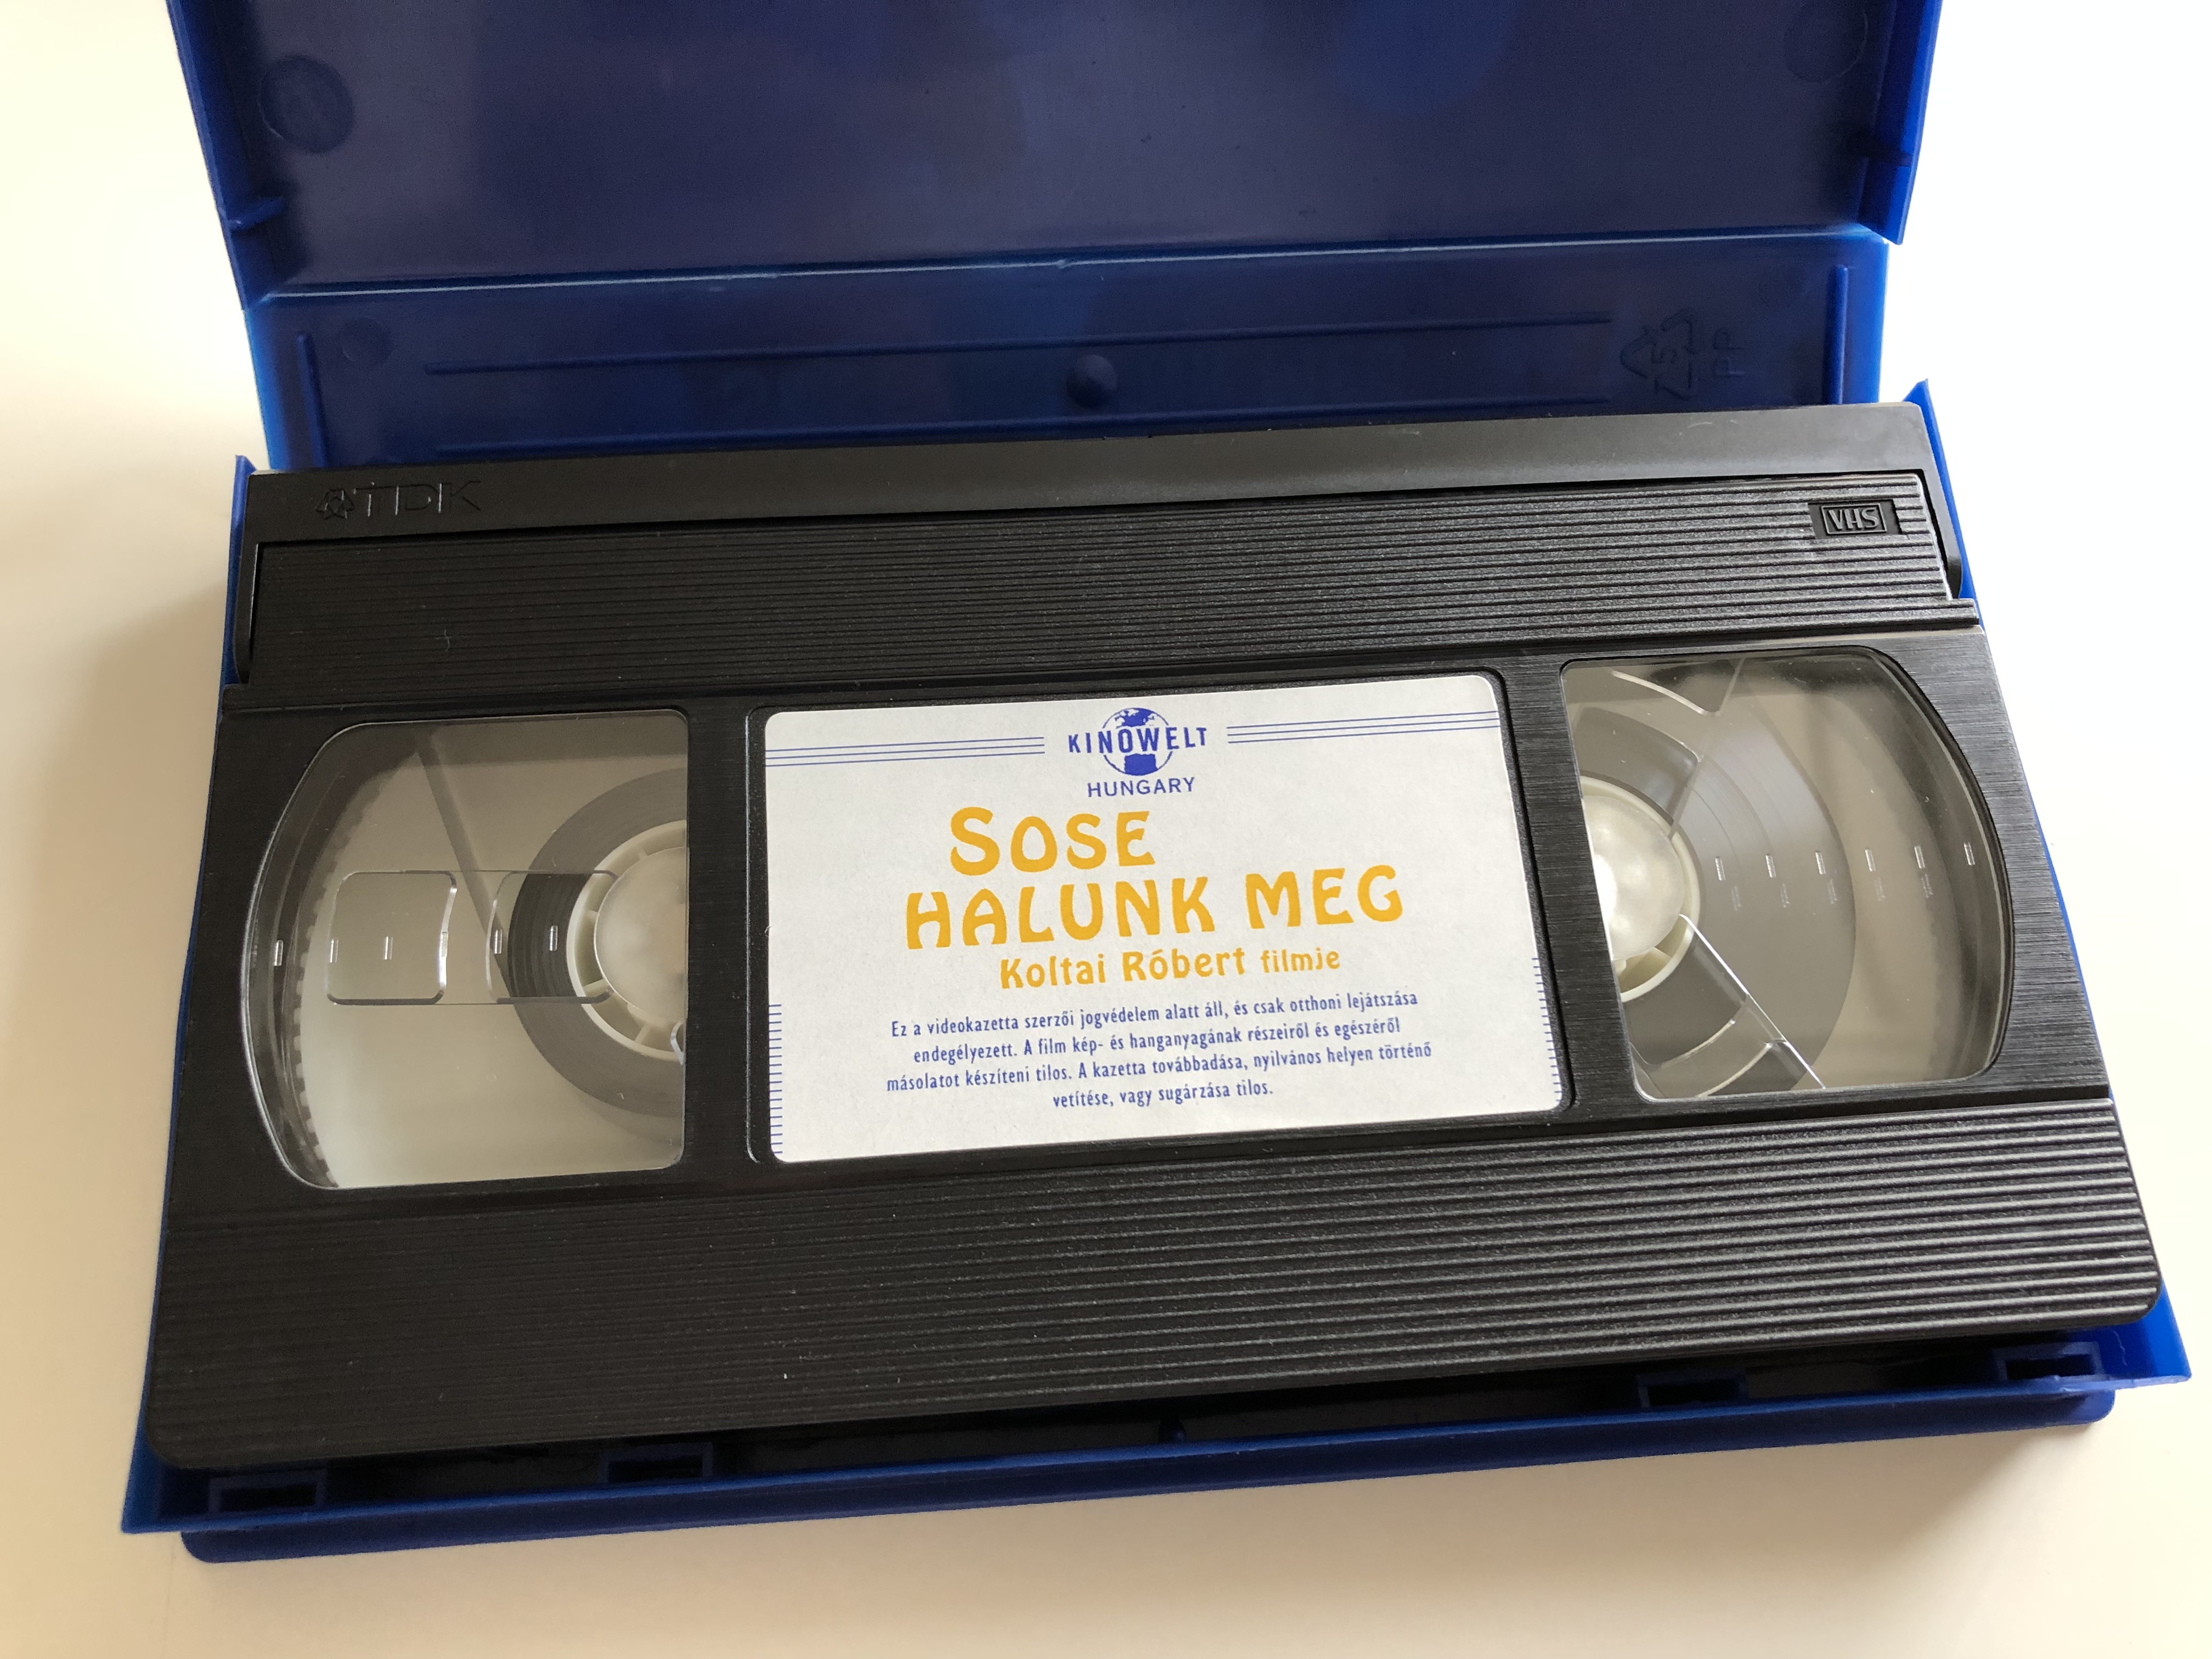 PP
TDK
VHS
KINOWELT
HUNGARY
SOSE
HALUNK MEG
Koltai Róbert filmje
Ez a videokazetta szerzői jogvédelem alatt áll, és csak otthoni lejátszása
endegélyezett. A film kép- és hanganyagának részeiről és egészéről
másolatot készíteni tilos. A kazetta továbbadása, nyilvános helyen történő
vetítése, vagy sugárzása tilos.